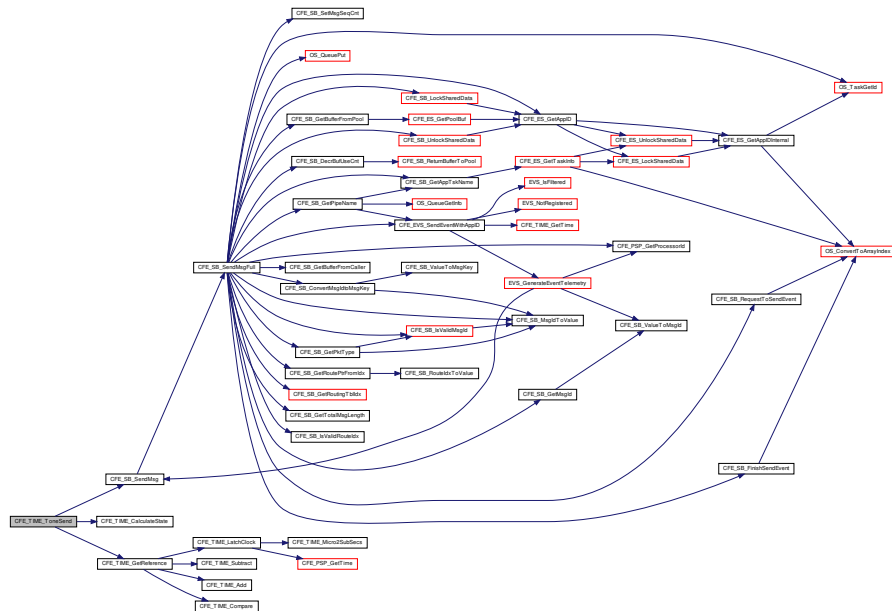 CFE_SB_SetMsgSeqCnt
OS_QueuePut
OS_TaskGetId
CFE_SB_LockSharedData
CFE_SB_GetBufferFromPool
CFE_ES_GetPoolBuf
CFE_ES_GetAppID
CFE_SB_UnlockSharedData
CFE_ES_UnlockSharedData
CFE_ES_GetAppIDInternal
CFE_SB_DecrBufUseCnt
CFE_SB_ReturnBufferToPool
CFE_ES_GetTaskInfo
CFE_ES_LockSharedData
CFE_SB_GetAppTskName
EVS_IsFiltered
CFE_SB_GetPipeName
OS_QueueGetInfo
EVS_NotRegistered
CFE_EVS_SendEventWithAppID
CFE_TIME_GetTime
CFE_PSP_GetProcessorId
OS_ConvertToArrayIndex
CFE_SB_SendMsgFull
CFE_SB_GetBufferFromCaller
CFE_SB_ValueToMsgKey
CFE_SB_ConvertMsgIdtoMsgKey
EVS_GenerateEventTelemetry
CFE_SB_RequestToSendEvent
CFE_SB_MsgIdToValue
CFE_SB_ValueToMsgId
CFE_SB_IsValidMsgId
CFE_SB_GetPktType
CFE_SB_GetRoutePtrFromIdx
CFE_SB_RouteIdxToValue
CFE_SB_GetRoutingTblIdx
CFE_SB_GetMsgId
CFE_SB_GetTotalMsgLength
CFE_SB_IsValidRouteIdx
CFE_SB_FinishSendEvent
CFE_SB_SendMsg
CFE_TIME_ToneSend
CFE_TIME_CalculateState
CFE_TIME_LatchClock
CFE_TIME_Micro2SubSecs
CFE_TIME_GetReference
CFE_TIME_Subtract
CFE_PSP_GetTime
CFE_TIME_Add
CFE_TIME_Compare